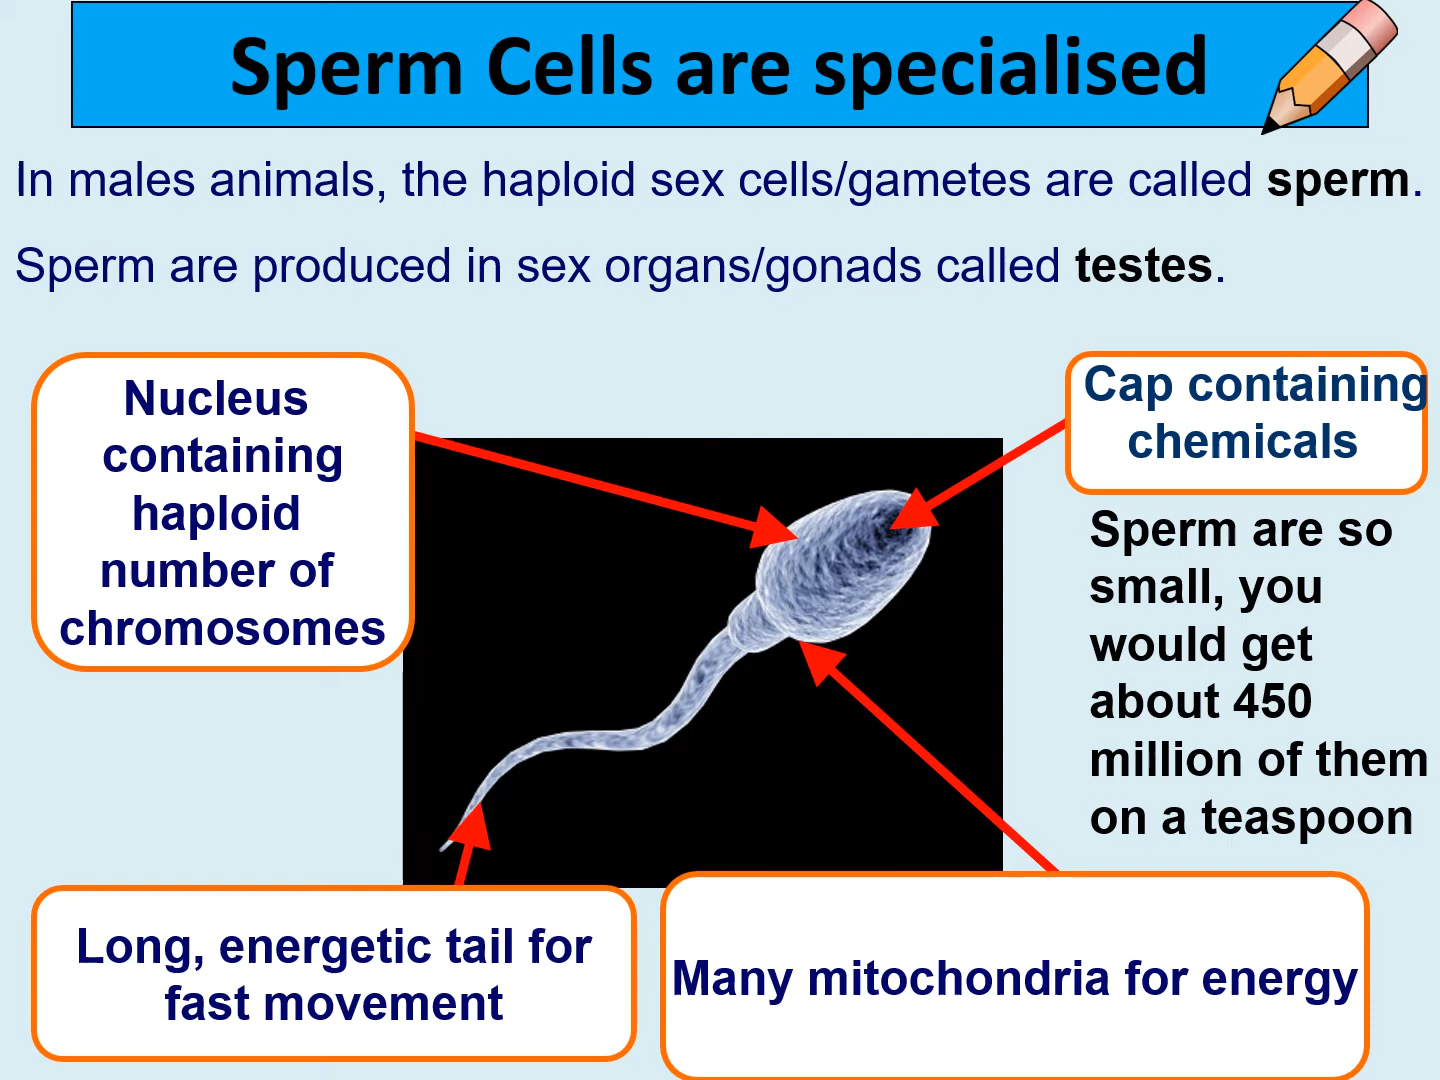 Sperm Cells are specialised
In males animals, the haploid sex cells/gametes are called sperm.
Sperm are produced in sex organs/gonads called testes.
Nucleus
containing
haploid
number of
chromosomes
Cap containing
chemicals
Sperm are so
small, you
would get
about 450
million of them
on a teaspoon
Long, energetic tail for
fast movement
Many mitochondria for energy